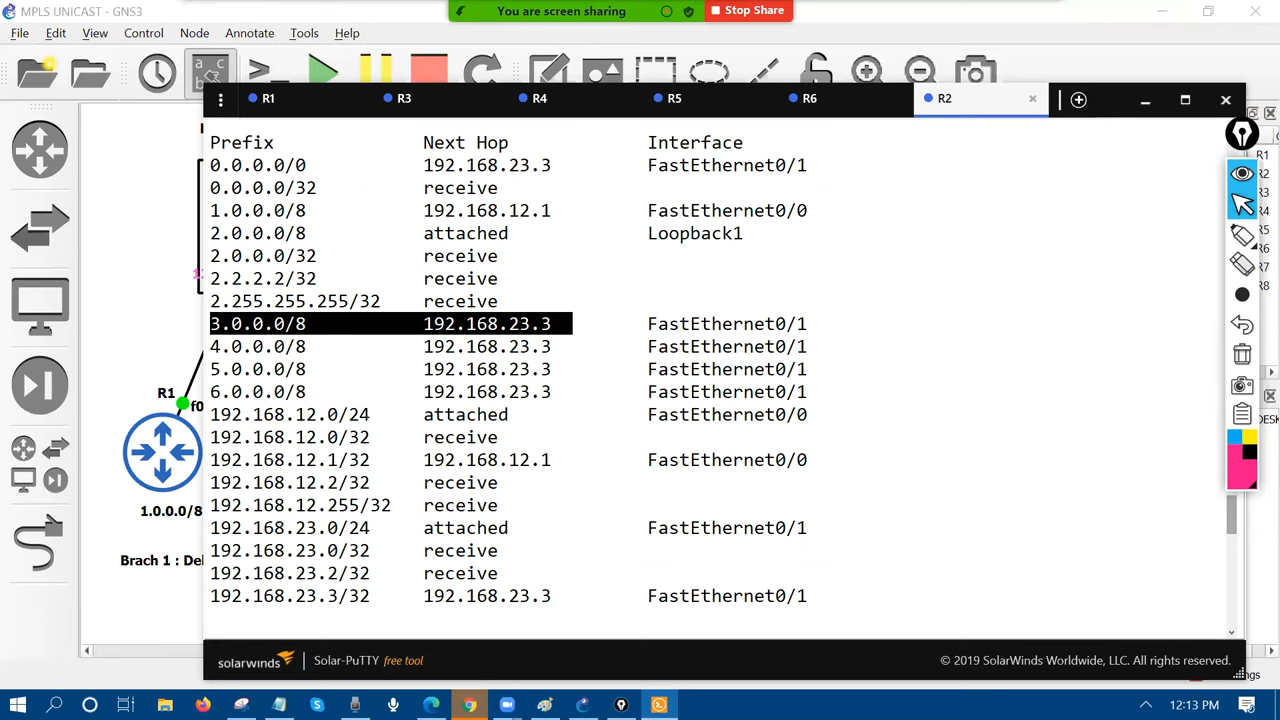 MPLS UNICAST - GNS3
You are screen sharing
Stop Share
File Edit View Control Node Annotate Tools Help
R1 R3 R4 R5 R6 R2
Prefix Next Hop Interface
0.0.0.0/0 192.168.23.3 FastEthernet0/1
0.0.0.0/32 receive
1.0.0.0/8 192.168.12.1 FastEthernet0/0
2.0.0.0/8 attached Loopback1
2.0.0.0/32 receive
2.2.2.2/32 receive
2.255.255.255/32 receive
3.0.0.0/8 192.168.23.3 FastEthernet0/1
4.0.0.0/8 192.168.23.3 FastEthernet0/1
5.0.0.0/8 192.168.23.3 FastEthernet0/1
6.0.0.0/8 192.168.23.3 FastEthernet0/1
192.168.12.0/24 attached FastEthernet0/0
192.168.12.0/32 receive
192.168.12.1/32 192.168.12.1 FastEthernet0/0
192.168.12.2/32 receive
192.168.12.255/32 receive
192.168.23.0/24 attached FastEthernet0/1
192.168.23.0/32 receive
192.168.23.2/32 receive
192.168.23.3/32 192.168.23.3 FastEthernet0/1
R1
f0
1.0.0.0/8
Brach 1 : Del
R1
R2
R3
R4
R5
R6
R7
R8
solarwinds Solar-PuTTY free tool © 2019 SolarWinds Worldwide, LLC. All rights reserved.
12:13 PM